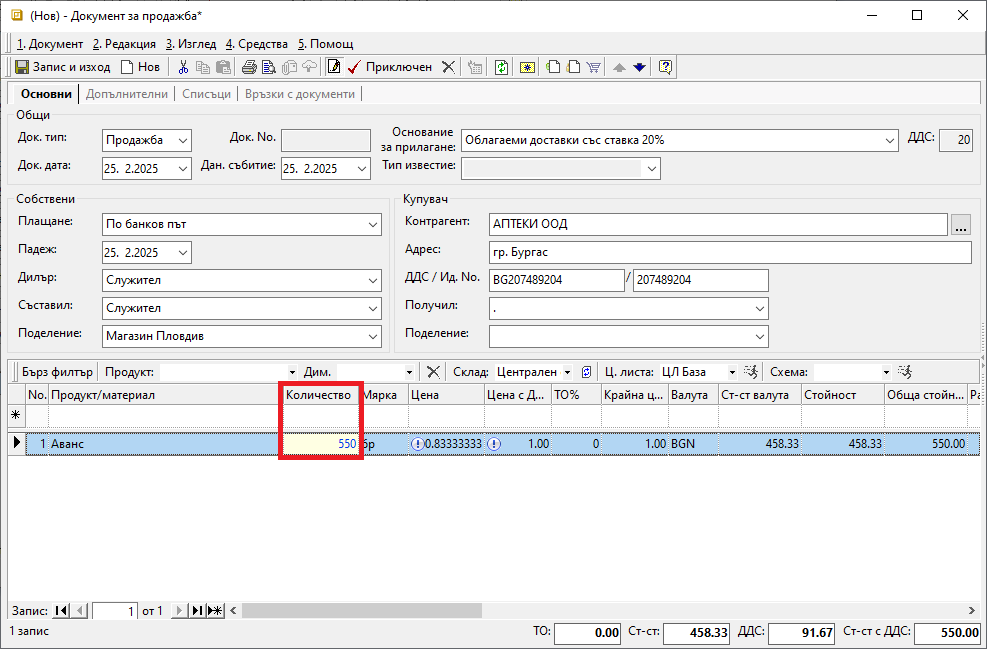 (Нов) - Документ за продажба*
1. Документ 2. Редакция 3. Изглед 4. Средства 5. Помощ
Запис и изход Нов Приключен
Основни Допълнителни Списъци Връзки с документи
Общи
Док. тип: Продажба Док. No. Основание за прилагане: Облагаеми доставки със ставка 20% ДДС: 20
Док. дата: 25. 2.2025 Дан. събитие: 25. 2.2025 Тип известие:
Собствени Купувач
Плащане: По банков път Контрагент: АПТЕКИ ООД ...
Падеж: 25. 2.2025 Адрес: гр. Бургас
Дилър: Служител ДДС / Ид. No. BG207489204 / 207489204
Съставил: Служител Получил: .
Поделение: Магазин Пловдив Поделение:
Бърз филтър Продукт: Дим. Склад: Централен Ц. листа: ЦЛ База Схема:
No. Продукт/материал Количество Марка Цена Цена с Д... ТО% Крайна ц... Валута Ст-ст валута Стойност Обща стойн... Ра
1 Аванс 550 бр 0.83333333 1.00 0 1.00 BGN 458.33 458.33 550.00
Запис: 1 от 1
1 запис ТО: 0.00 Ст-ст: 458.33 ДДС: 91.67 Ст-ст с ДДС: 550.00